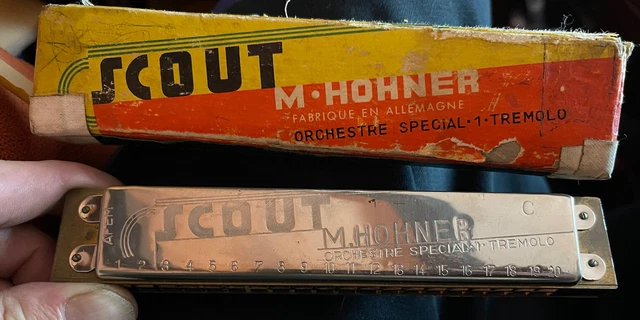 SCOUT
M·HOHNER
FABRIQUE EN ALLEMAGNE
ORCHESTRE SPECIAL·1·TREMOLO
C
SCOUT
M.HOHNER
ORCHESTRE SPECIAL·1·TREMOLO
1 2 3 4 5 6 7 8 9 10 11 12 13 14 15 16 17 18 19 20